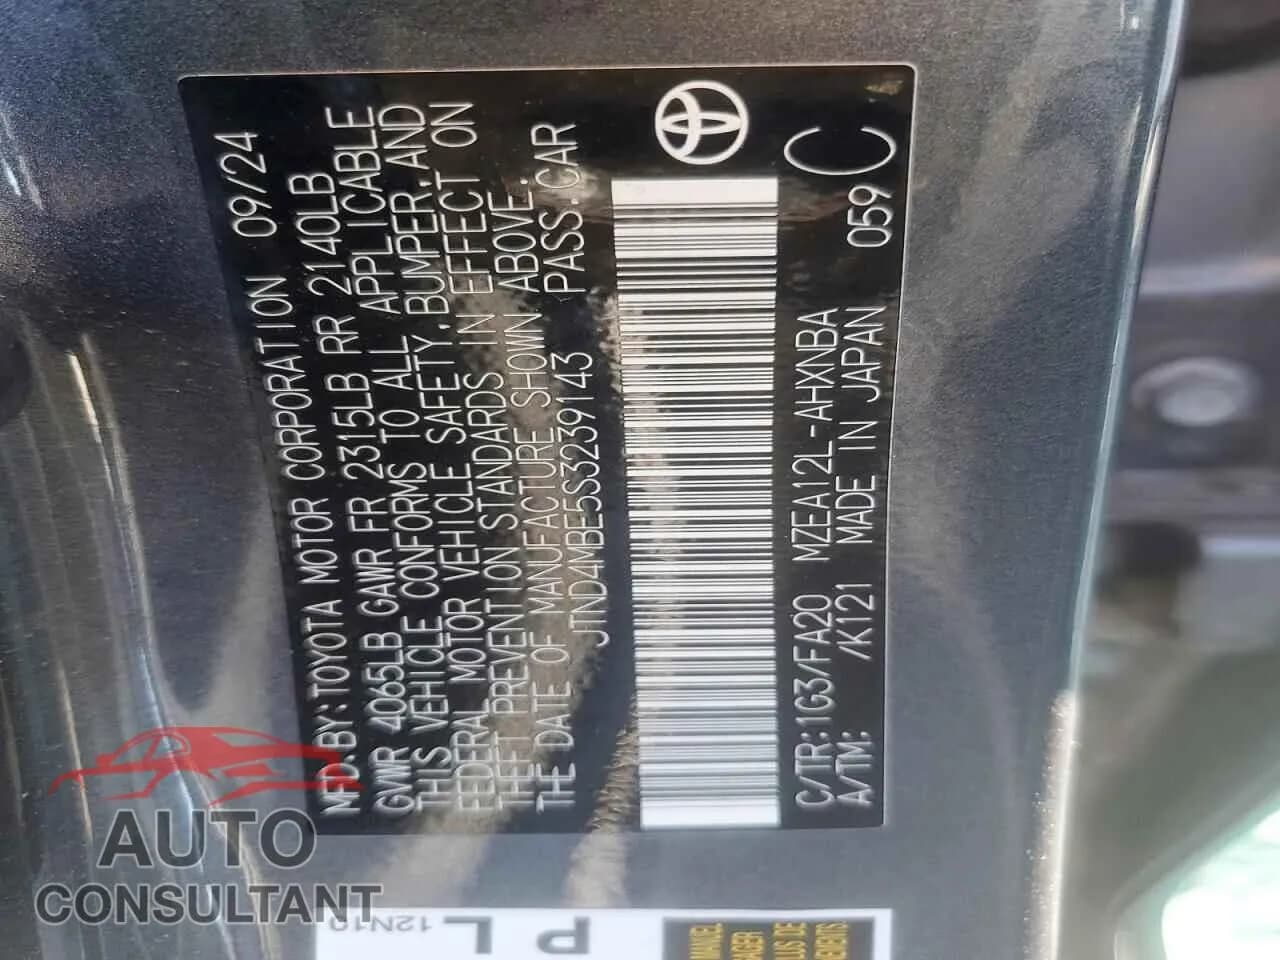 MFD.BY:TOYOTA MOTOR CORPORATION 09/24
GVWR 4065LB GAWR FR 2315LB RR 2140LB
THIS VEHICLE CONFORMS TO ALL APPLICABLE
FEDERAL MOTOR VEHICLE SAFETY,BUMPER,AND
THEFT PREVENTION STANDARDS IN EFFECT ON
THE DATE OF MANUFACTURE SHOWN ABOVE.
JTND4MBE5S3239143 PASS.CAR
C/TR:1G3/FA20 MZEA12L-AHXNBA 059 C
A/TM: /K121 MADE IN JAPAN
AUTO
CONSULTANT
12N10
P
L
MANUEL